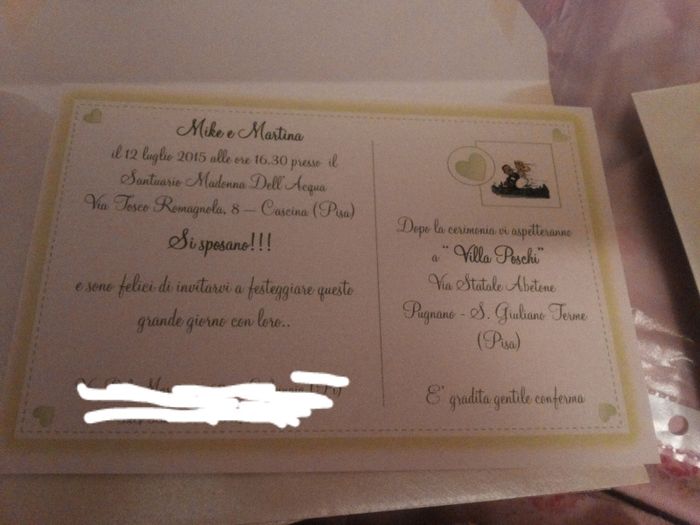 Mike e Martina
il 12 luglio 2015 alle ore 16.30 presso il
Santuario Madonna Dell'Acqua
Via Tosco Romagnola, 8 – Cascina (Pisa)
Si sposano!!!
e sono felici di invitarvi a festeggiare questo
grande giorno con loro..
Dopo la cerimonia vi aspetteranno
a " Villa Poschi"
Via Statale Abetone
Pugnano - S. Giuliano Terme
(Pisa)
E' gradita gentile conferma